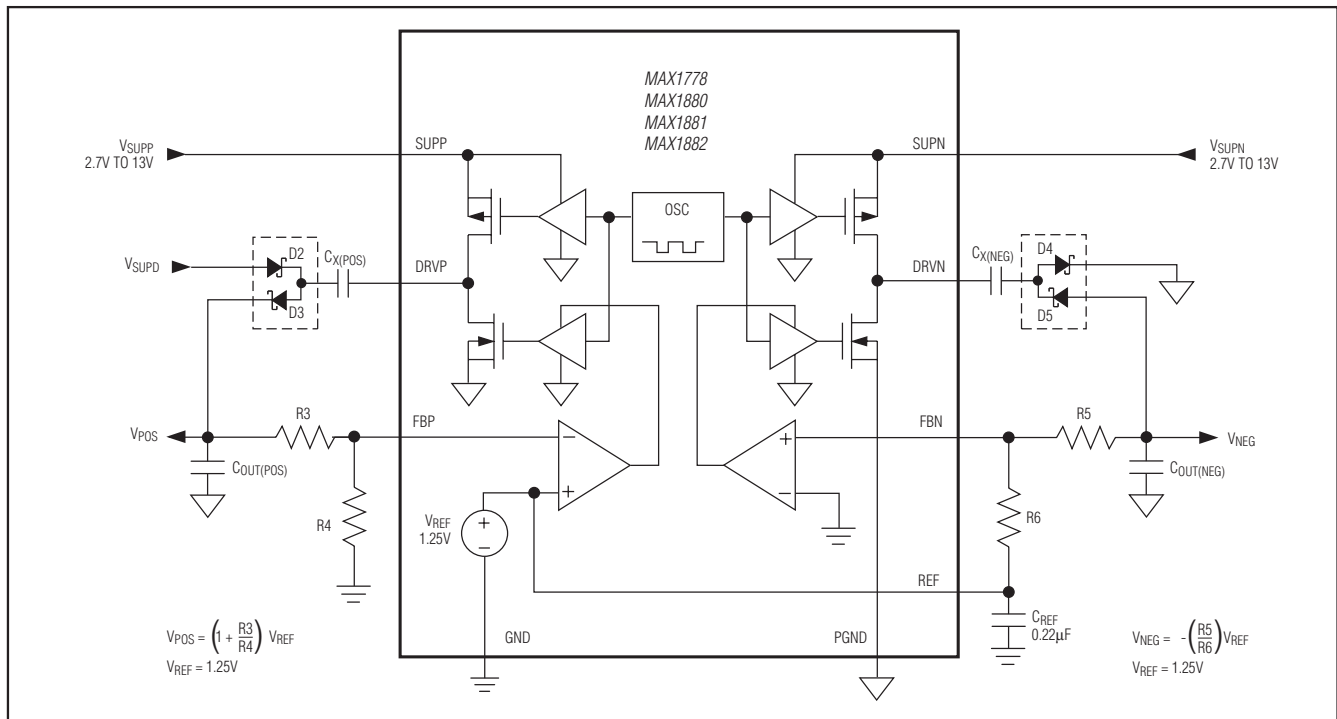 MAX1778
MAX1880
MAX1881
MAX1882
VSUPP
2.7V TO 13V
SUPP
SUPN
VSUPN
2.7V TO 13V
OSC
VSUPD
D2
D3
CX(POS)
DRVP
DRVN
CX(NEG)
D4
D5
VPOS
R3
FBP
FBN
R5
VNEG
COUT(POS)
R4
−
+
+
−
VREF
1.25V
+
−
R6
COUT(NEG)
REF
CREF
0.22µF
GND
PGND
VPOS = (1 + R3/R4) VREF
VREF = 1.25V
VNEG = -(R5/R6)VREF
VREF = 1.25V